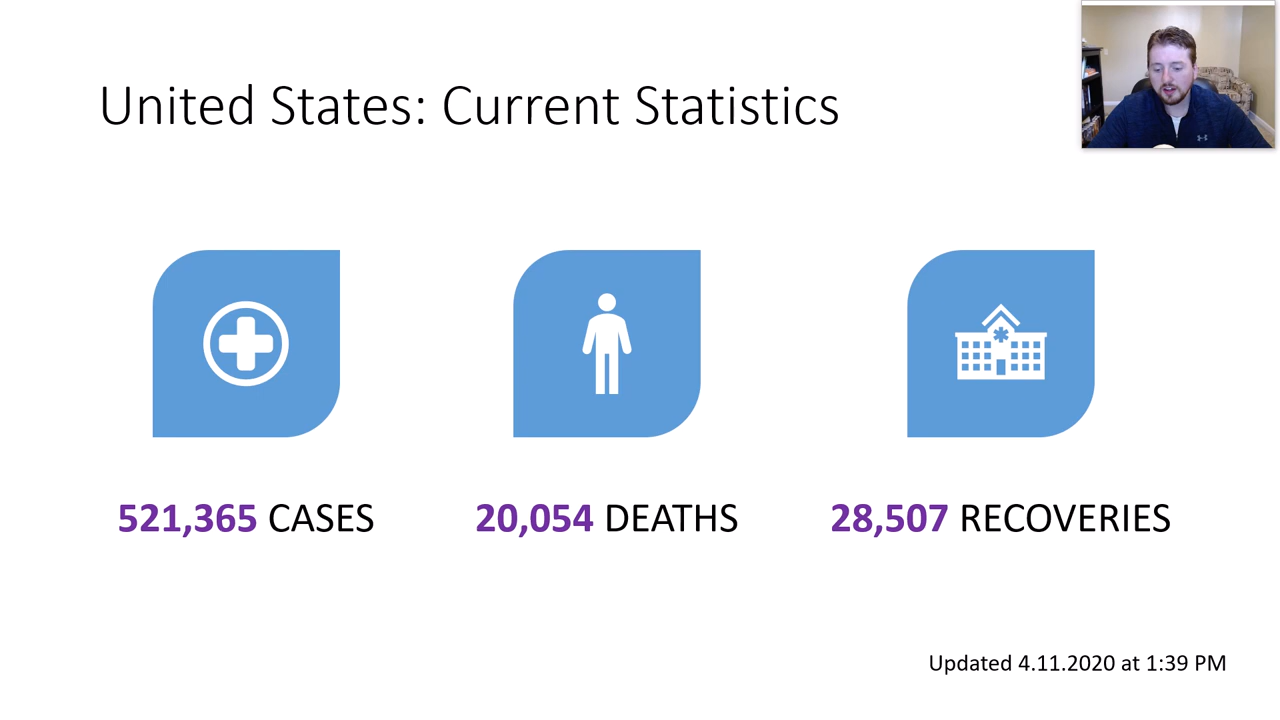 United States: Current Statistics
521,365 CASES
20,054 DEATHS
28,507 RECOVERIES
Updated 4.11.2020 at 1:39 PM